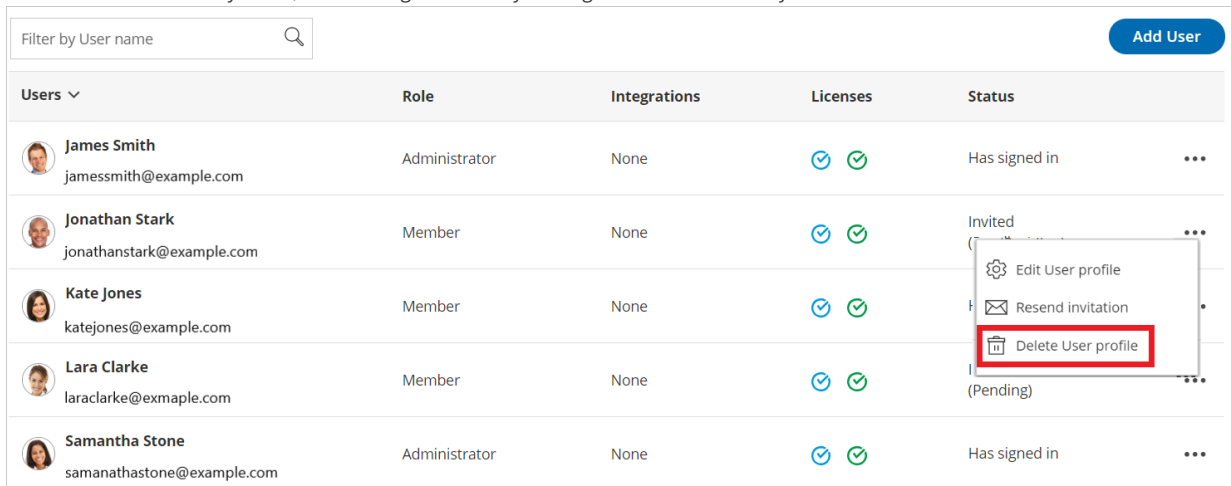 Filter by User name
Add User
Users Role Integrations Licenses Status
James Smith
jamessmith@example.com
Administrator None Has signed in
Jonathan Stark
jonathanstark@example.com
Member None Invited
Edit User profile
Resend invitation
Delete User profile
Kate Jones
katejones@example.com
Member None
Lara Clarke
laraclarke@exmaple.com
Member None
(Pending)
Samantha Stone
samanathastone@example.com
Administrator None Has signed in